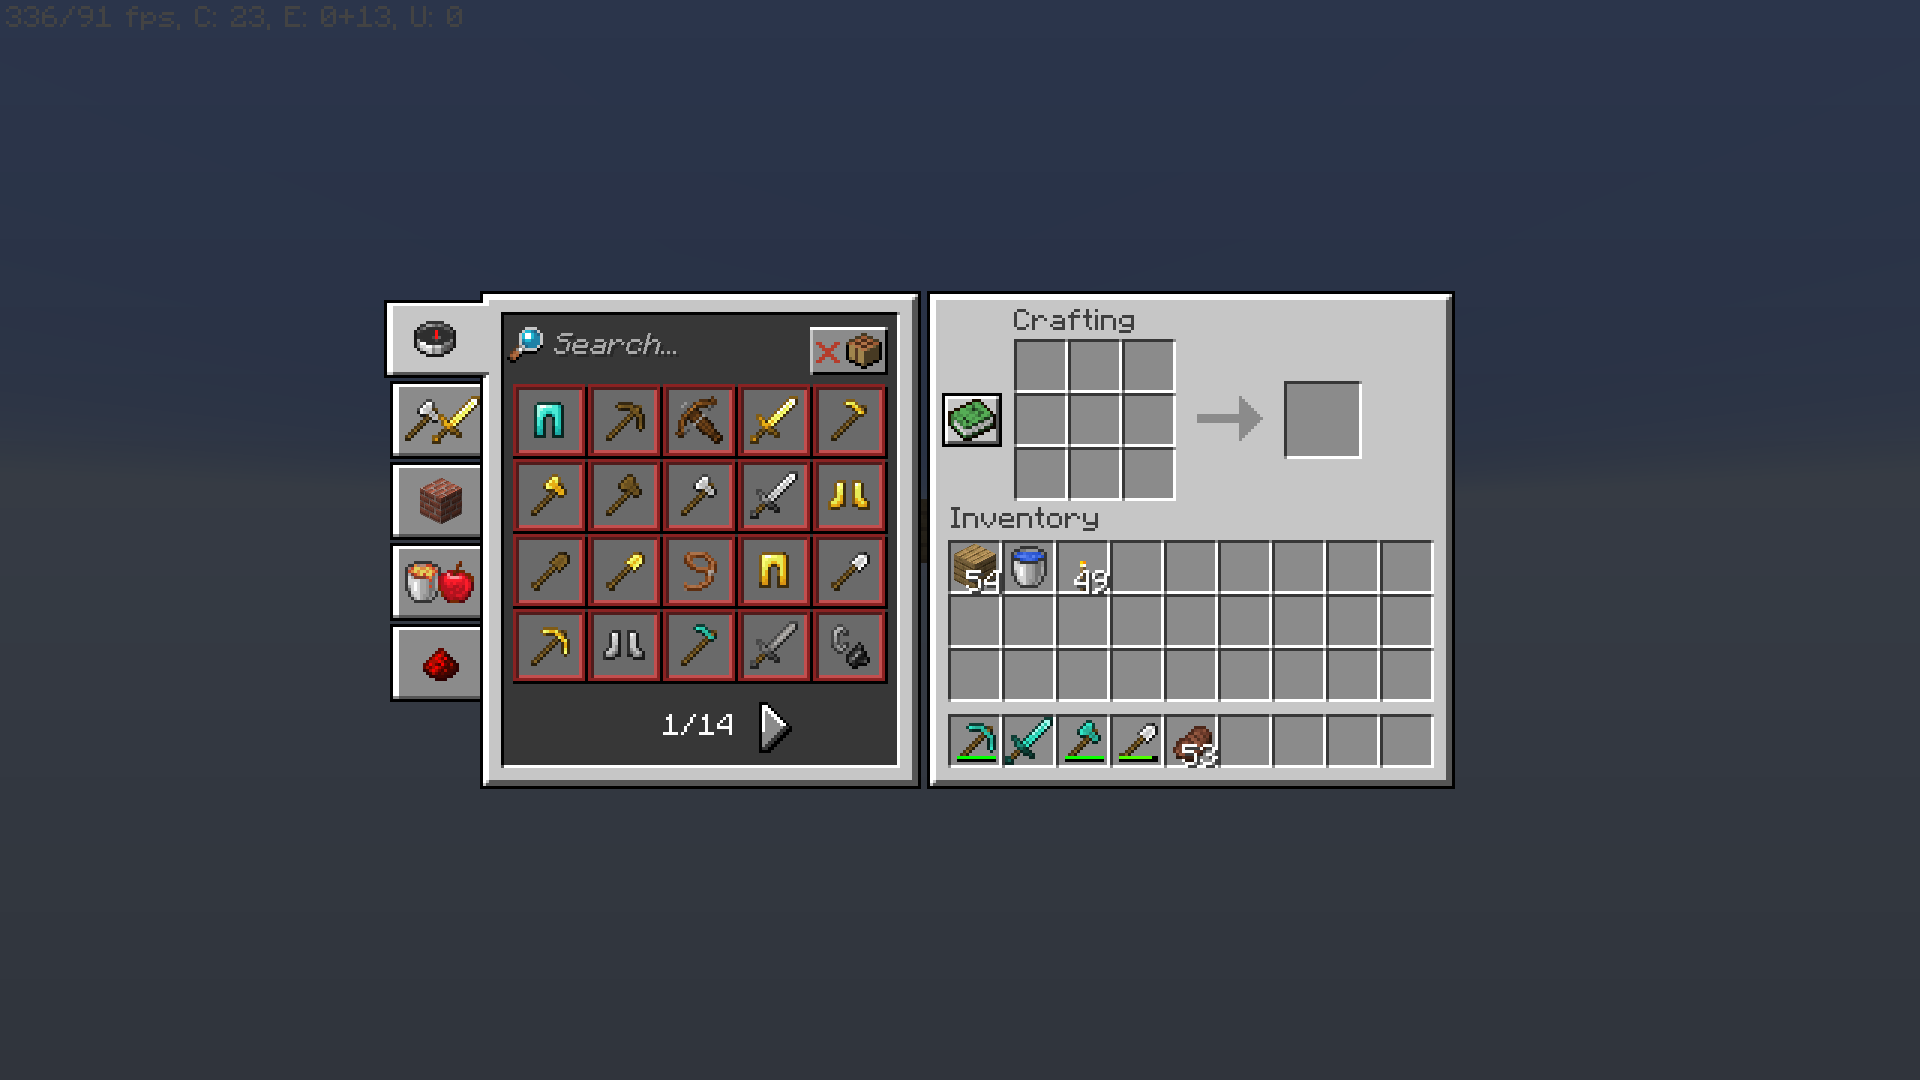 336/91 fps, C: 23, E: 0+13, U: 0
Search...
1/14
Crafting
Inventory
54
49
53